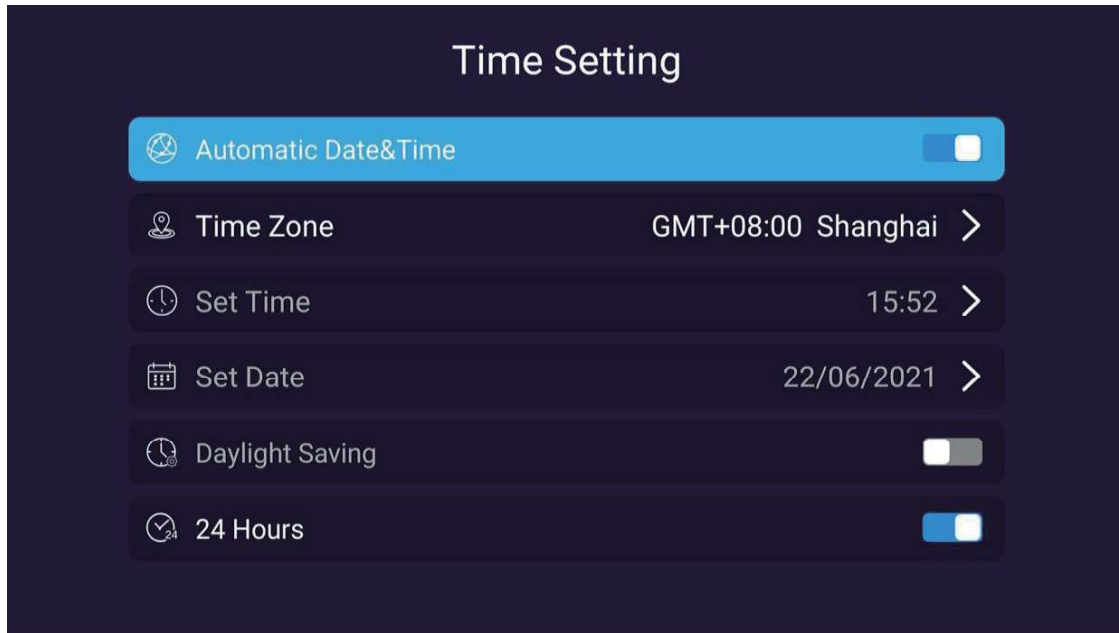 Time Setting
Automatic Date&Time
Time Zone GMT+08:00 Shanghai
Set Time 15:52
Set Date 22/06/2021
Daylight Saving
24 Hours